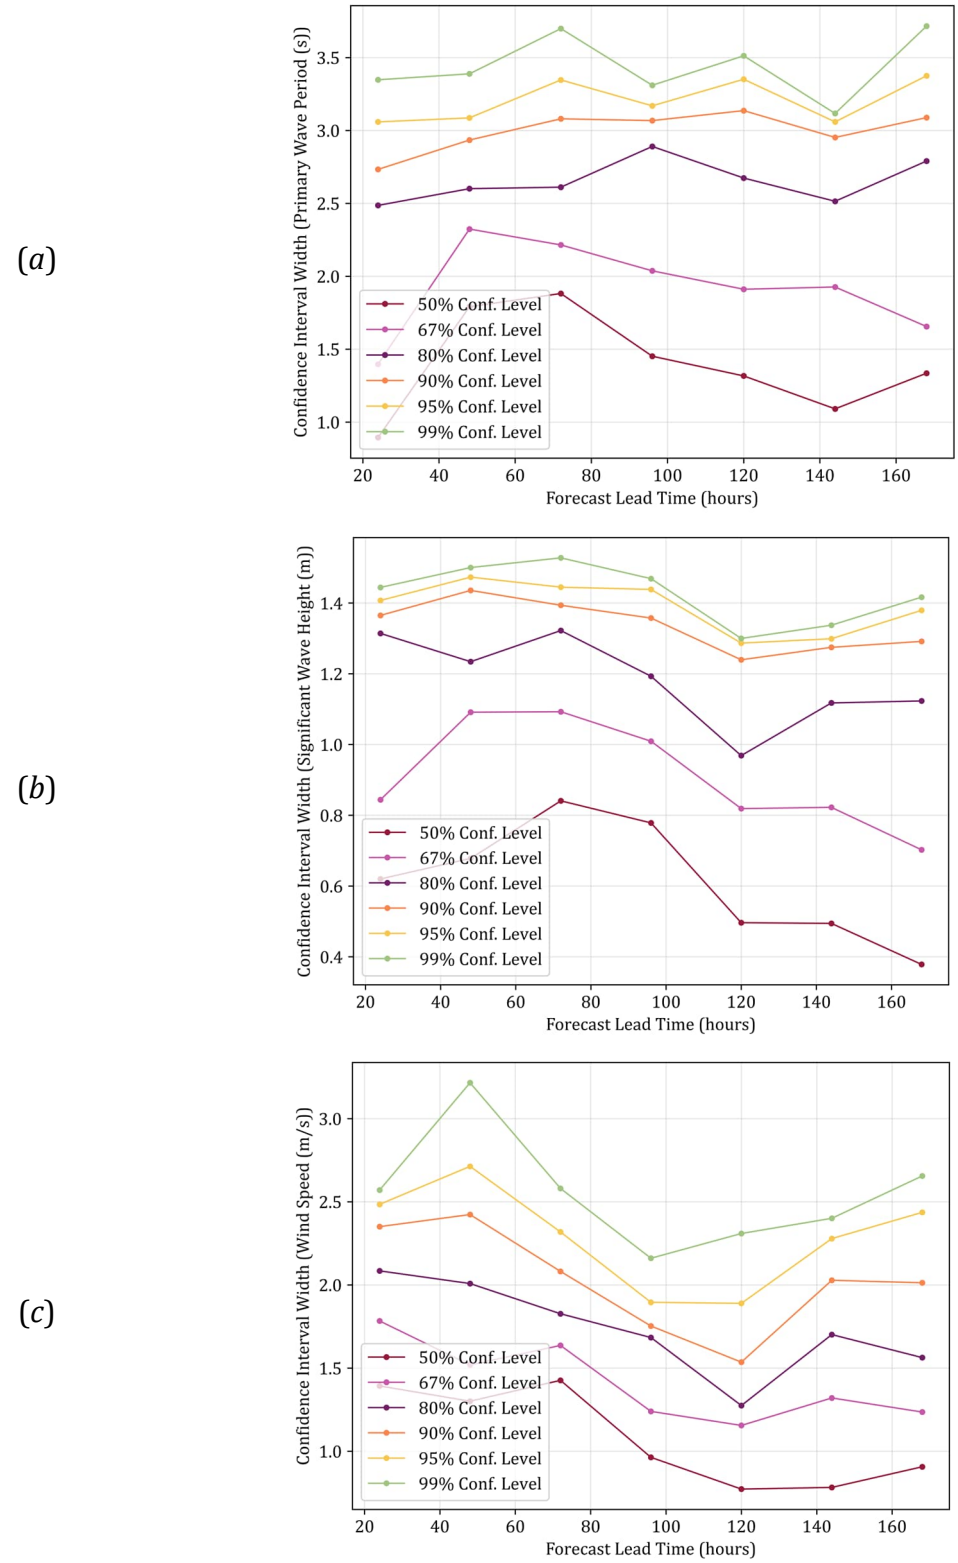 (a)
Confidence Interval Width (Primary Wave Period (s))
3.5
3.0
2.5
2.0
1.5
1.0
50% Conf. Level
67% Conf. Level
80% Conf. Level
90% Conf. Level
95% Conf. Level
99% Conf. Level
20 40 60 80 100 120 140 160
Forecast Lead Time (hours)
(b)
Confidence Interval Width (Significant Wave Height (m))
1.4
1.2
1.0
0.8
0.6
0.4
50% Conf. Level
67% Conf. Level
80% Conf. Level
90% Conf. Level
95% Conf. Level
99% Conf. Level
20 40 60 80 100 120 140 160
Forecast Lead Time (hours)
(c)
Confidence Interval Width (Wind Speed (m/s))
3.0
2.5
2.0
1.5
1.0
50% Conf. Level
67% Conf. Level
80% Conf. Level
90% Conf. Level
95% Conf. Level
99% Conf. Level
20 40 60 80 100 120 140 160
Forecast Lead Time (hours)